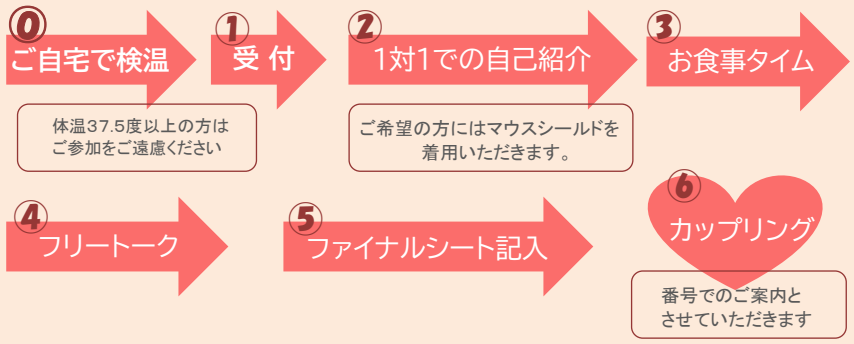 ⓪
ご自宅で検温
体温37.5度以上の方は
ご参加をご遠慮ください
①
受 付
②
1対1での自己紹介
ご希望の方にはマウスシールドを
着用いただきます。
③
お食事タイム
④
フリートーク
⑤
ファイナルシート記入
⑥
カップリング
番号でのご案内と
させていただきます